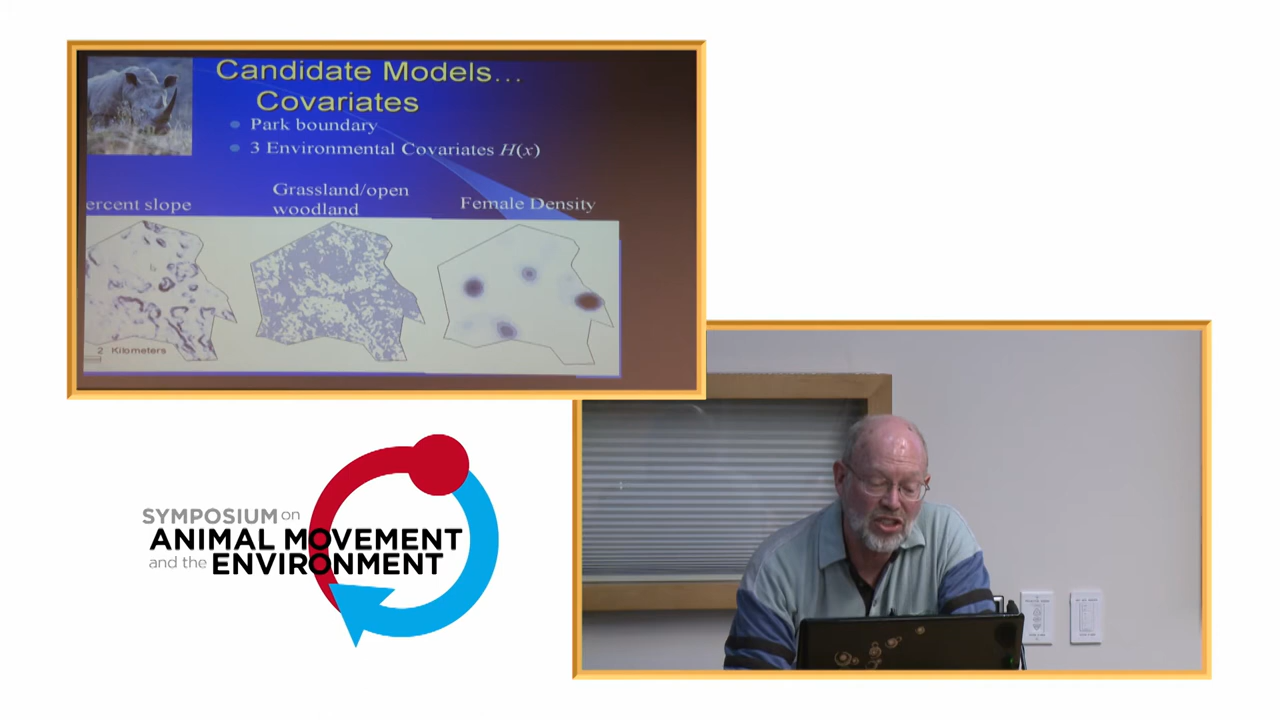 Candidate Models…
Covariates
Park boundary
3 Environmental Covariates H(x)
ercent slope
Grassland/open
woodland
Female Density
2 Kilometers
SYMPOSIUM on
ANIMAL MOVEMENT
and the ENVIRONMENT